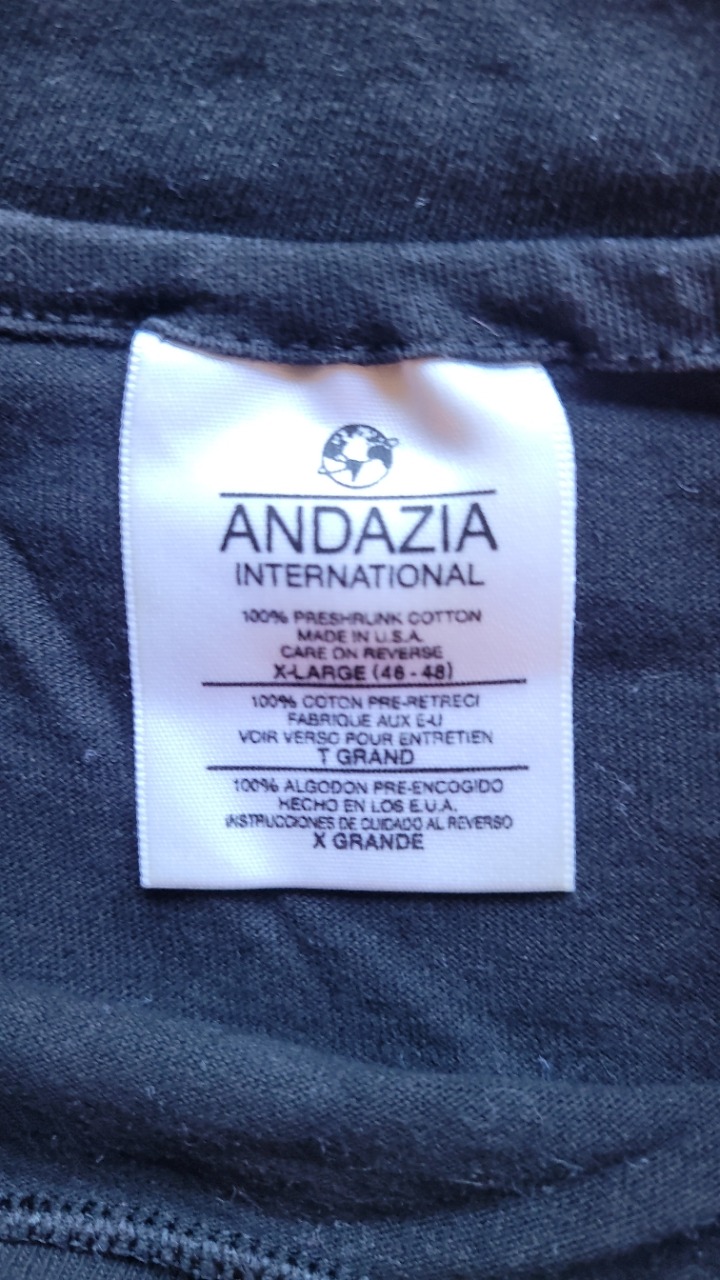 ANDAZIA
INTERNATIONAL
100% PRESHRUNK COTTON
MADE IN U.S.A.
CARE ON REVERSE
X-LARGE (46 - 48)
100% COTON PRE-RETRECI
FABRIQUE AUX E-U
VOIR VERSO POUR ENTRETIEN
T GRAND
100% ALGODON PRE-ENCOGIDO
HECHO EN LOS E.U.A.
INSTRUCCIONES DE CUIDADO AL REVERSO
X GRANDE